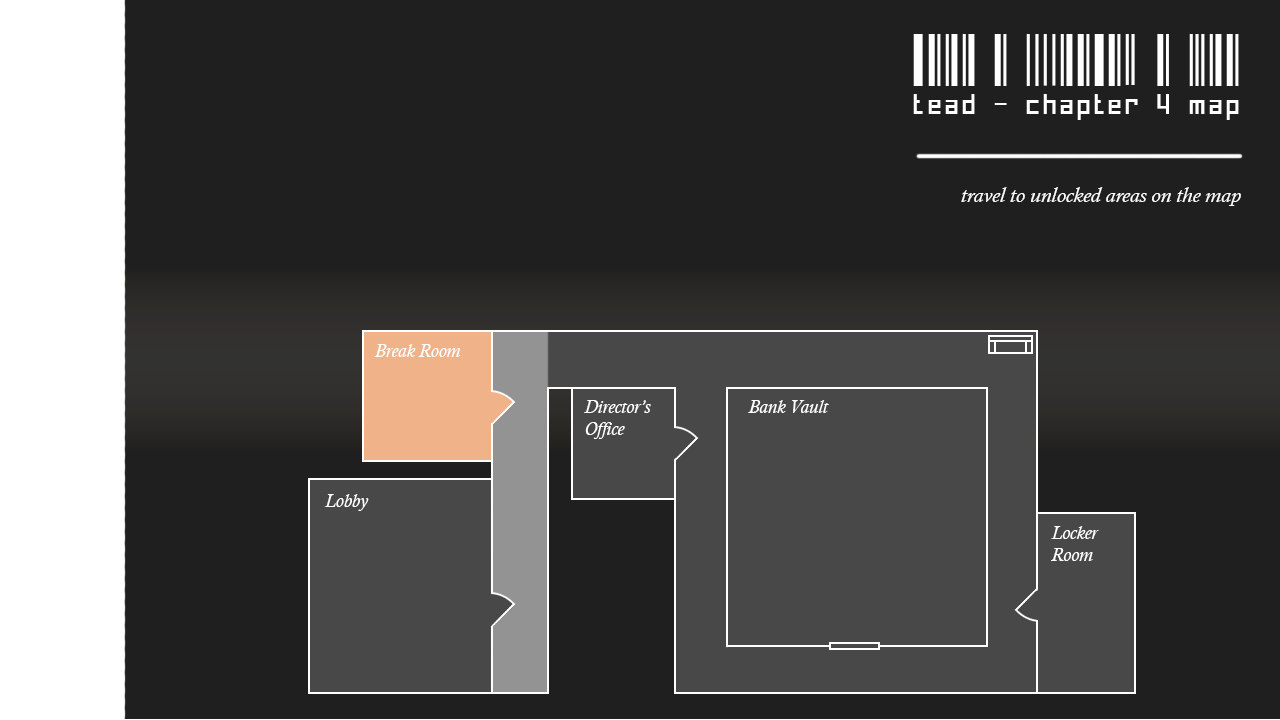 tead - chapter 4 map
travel to unlocked areas on the map
Break Room
Director's
Office
Bank Vault
Lobby
Locker
Room